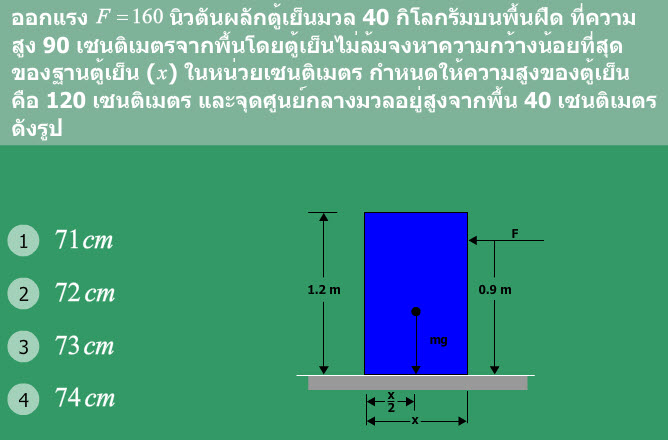 ออกแรง F = 160 นิวตันผลักตู้เย็นมวล 40 กิโลกรัมบนพื้นฝืด ที่ความ
สูง 90 เซนติเมตรจากพื้นโดยตู้เย็นไม่ล้มจงหาความกว้างน้อยที่สุด
ของฐานตู้เย็น (x) ในหน่วยเซนติเมตร กำหนดให้ความสูงของตู้เย็น
คือ 120 เซนติเมตร และจุดศูนย์กลางมวลอยู่สูงจากพื้น 40 เซนติเมตร
ดังรูป
1 71 cm
2 72 cm
3 73 cm
4 74 cm
F
1.2 m
0.9 m
mg
x
2
x